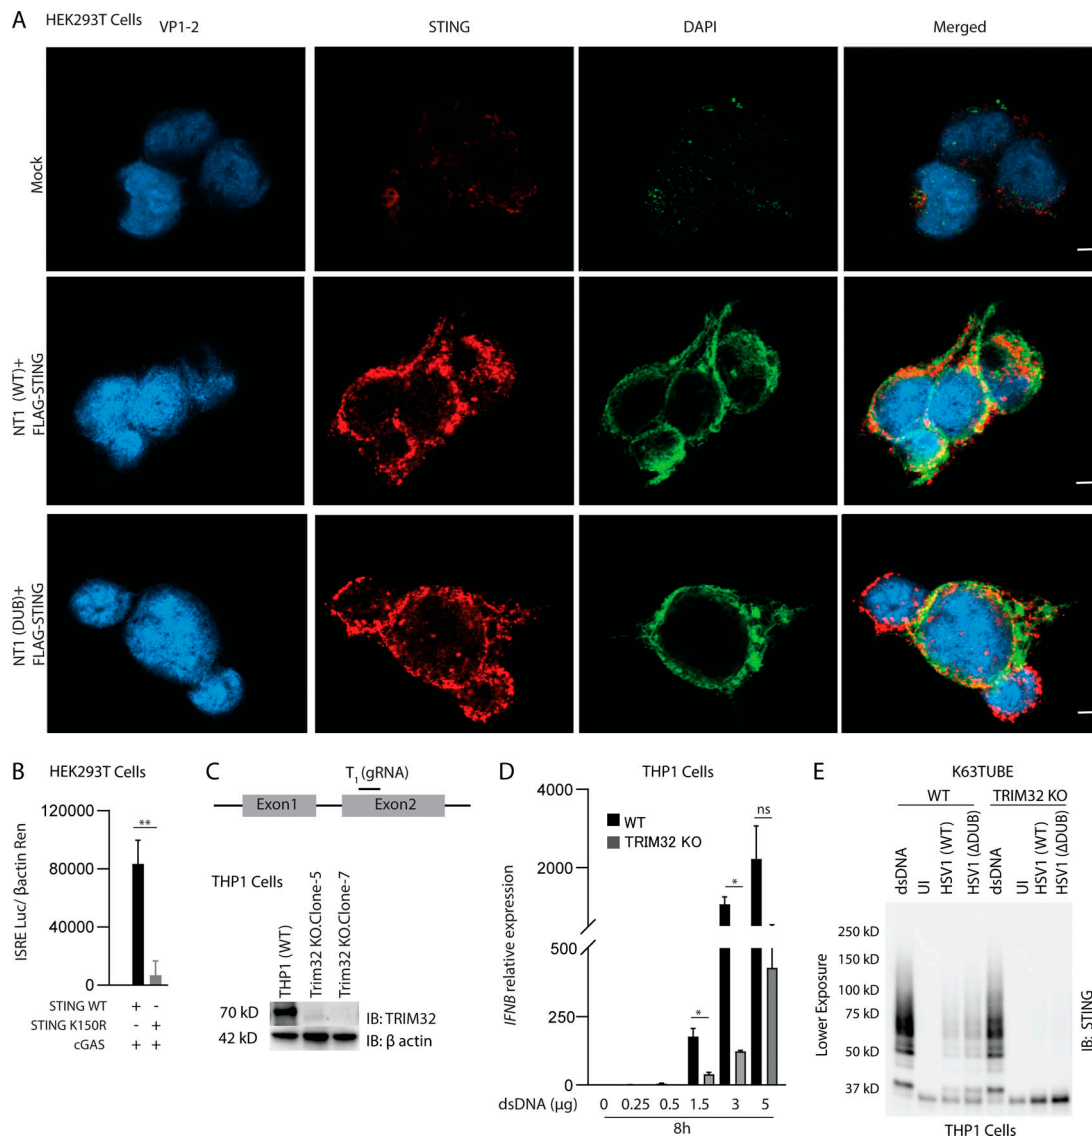 A
HEK293T Cells
VP1-2
STING
DAPI
Merged
Mock
NT1 (WT)+
FLAG-STING
NT1 (DUB)+
FLAG-STING
B
HEK293T Cells
ISRE Luc/ βactin Ren
120000
80000
40000
0
**
STING WT + -
STING K150R - +
cGAS + +
C
T1 (gRNA)
Exon1
Exon2
THP1 Cells
THP1 (WT)
Trim32 KO.Clone-5
Trim32 KO.Clone-7
70 kD
IB: TRIM32
42 kD
IB: β actin
D
THP1 Cells
IFNB relative expression
4000
2000
500
250
0
WT
TRIM32 KO
*
*
ns
dsDNA (μg) 0 0.25 0.5 1.5 3 5
8h
E
K63TUBE
WT
TRIM32 KO
dsDNA
UI
HSV1 (WT)
HSV1 (ΔDUB)
dsDNA
UI
HSV1 (WT)
HSV1 (ΔDUB)
Lower Exposure
250 kD
150 kD
100 kD
75 kD
50 kD
37 kD
IB: STING
THP1 Cells